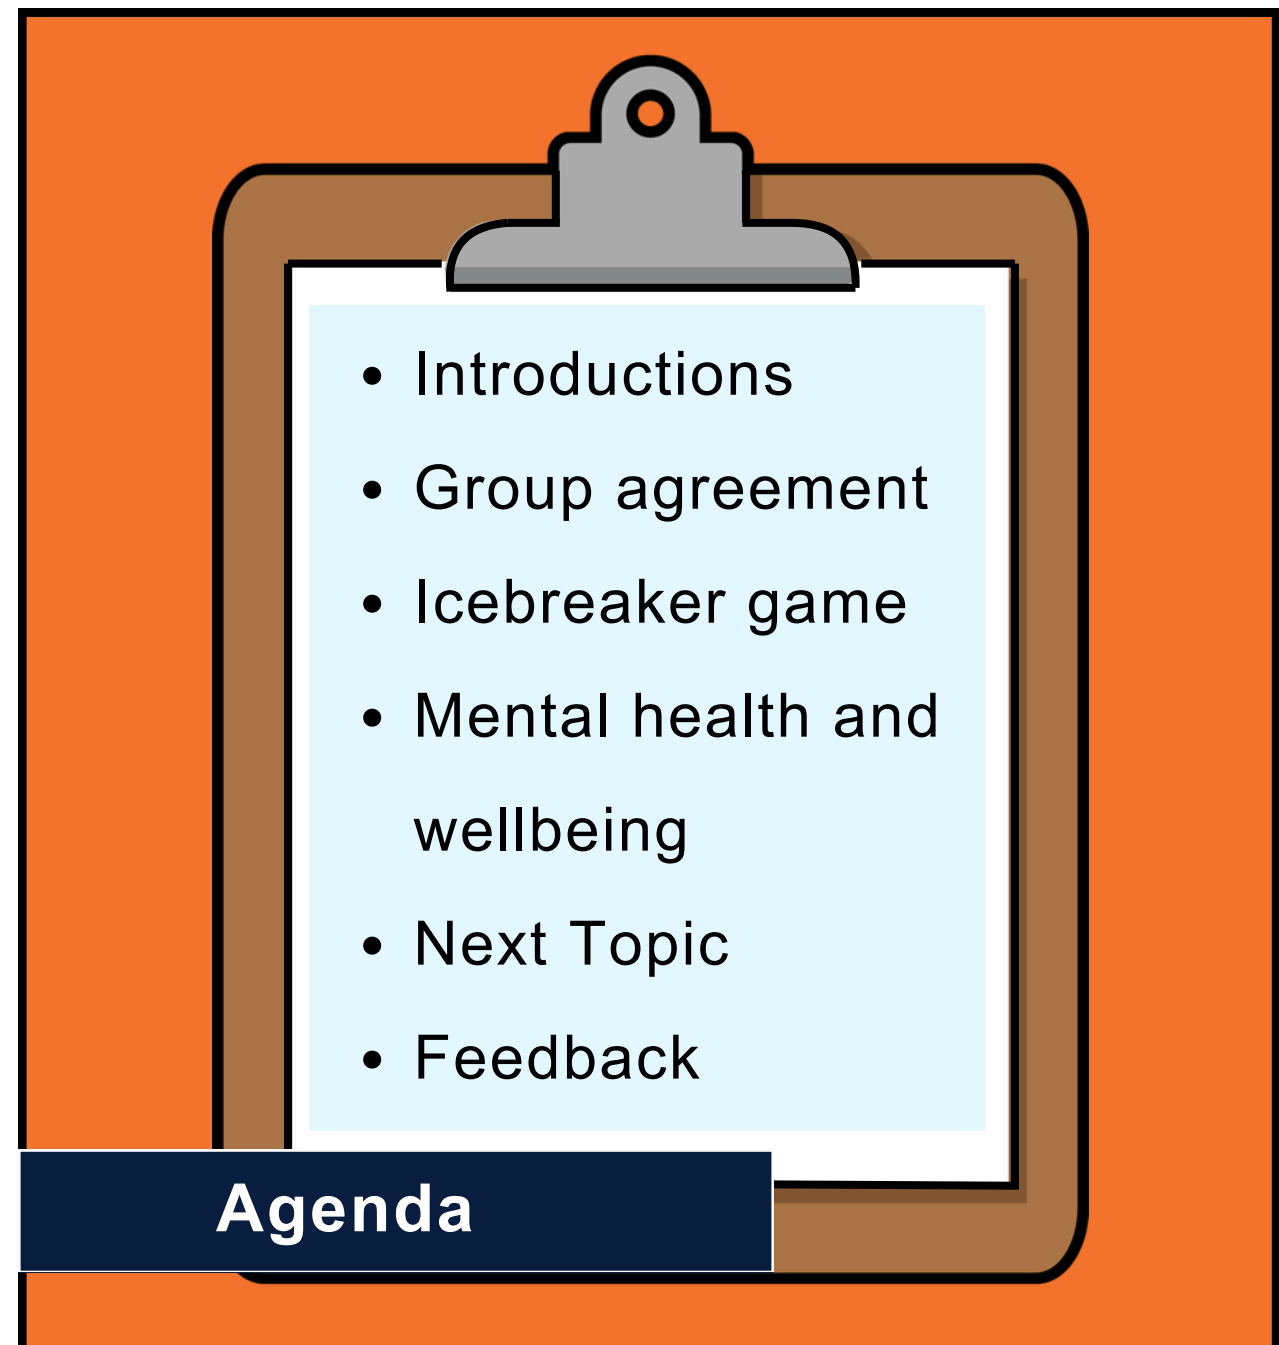 • Introductions
• Group agreement
• Icebreaker game
• Mental health and
wellbeing
• Next Topic
• Feedback
Agenda